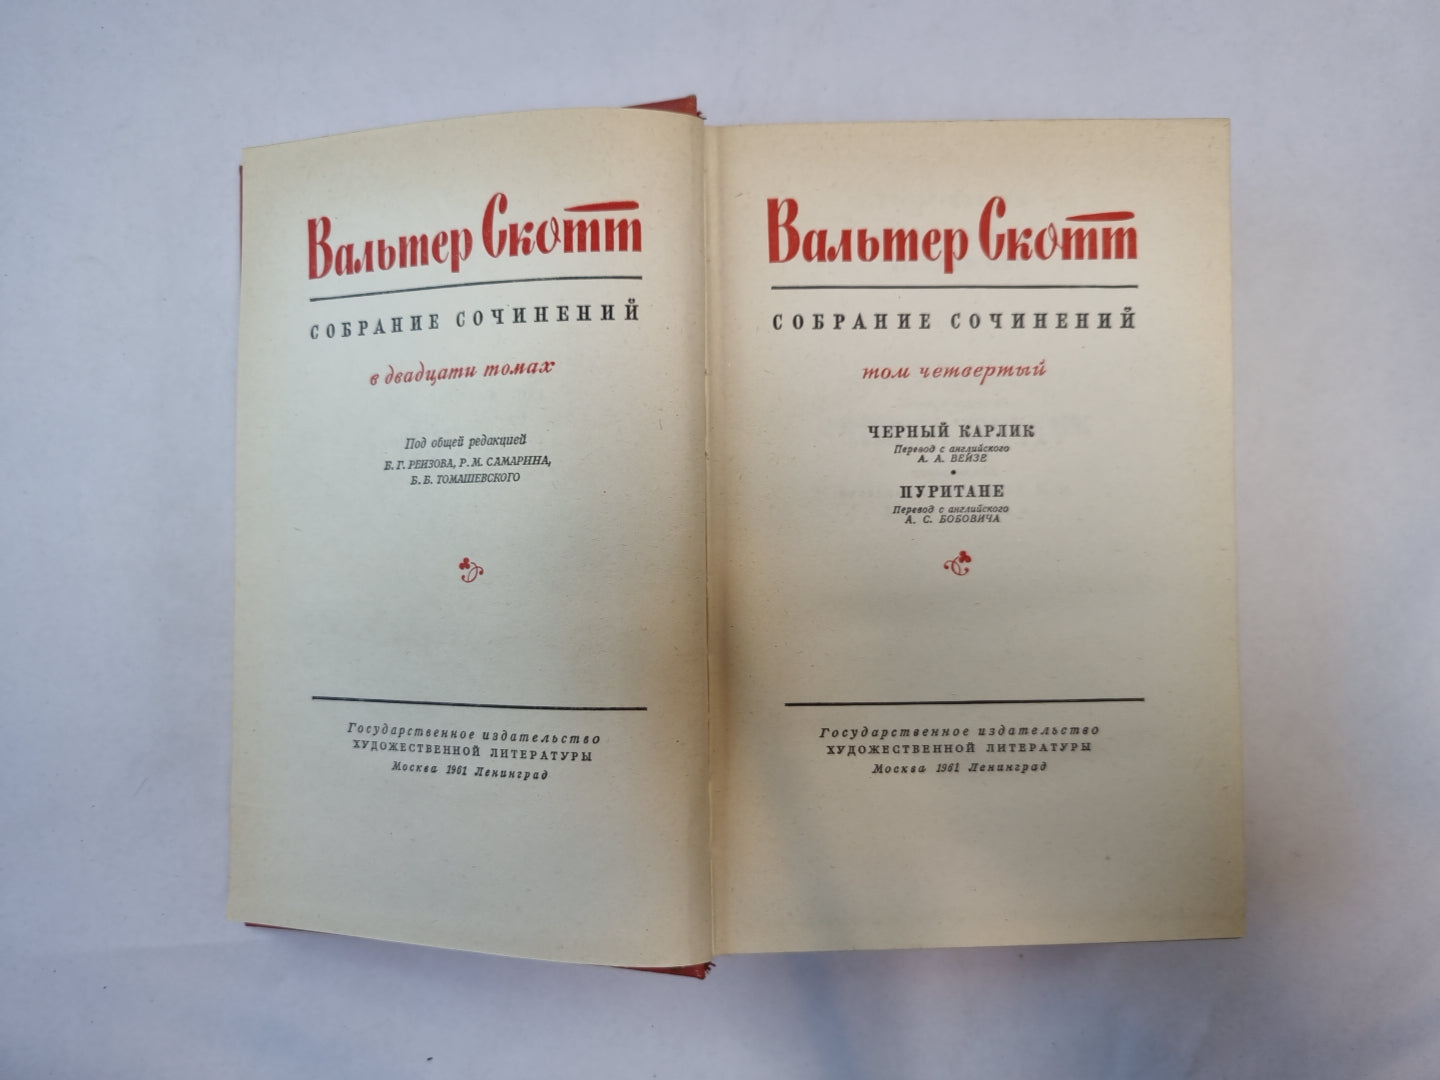 Вальтер Скотт
СОБРАНИЕ СОЧИНЕНИЙ
в двадцати томах
Под общей редакцией
Б. Г. РЕИЗОВА, Р. М. САМАРИНА,
Б. Б. ТОМАШЕВСКОГО
Государственное издательство
ХУДОЖЕСТВЕННОЙ ЛИТЕРАТУРЫ
Москва 1961 Ленинград
Вальтер Скотт
СОБРАНИЕ СОЧИНЕНИЙ
том четвертый
ЧЕРНЫЙ КАРЛИК
Перевод с английского
А. А. ВЕЙЗЕ
•
ПУРИТАНЕ
Перевод с английского
А. С. БОБОВИЧА
Государственное издательство
ХУДОЖЕСТВЕННОЙ ЛИТЕРАТУРЫ
Москва 1961 Ленинград